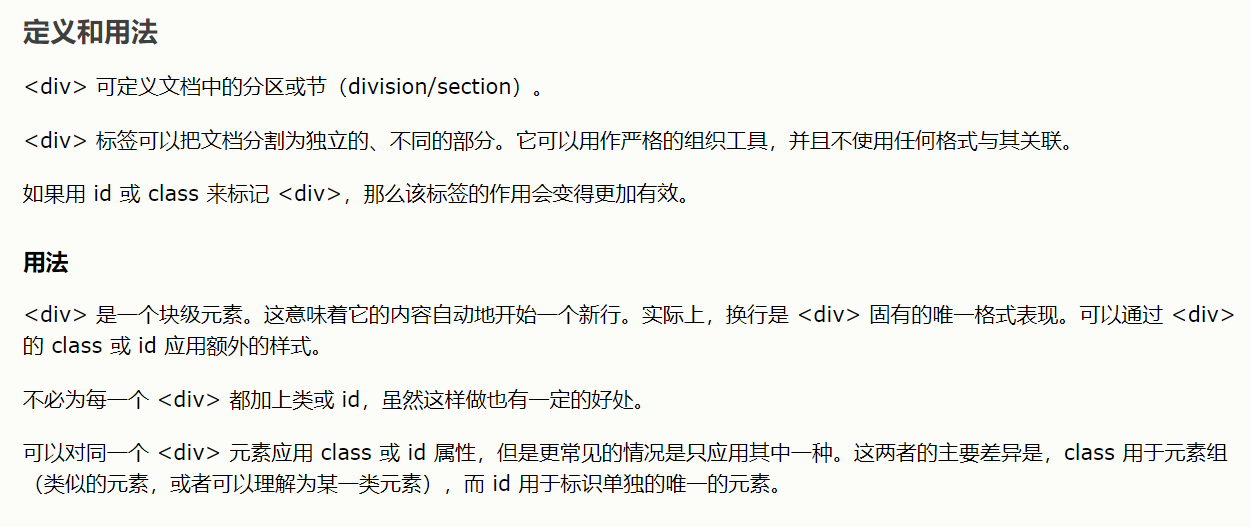 定义和用法
<div> 可定义文档中的分区或节（division/section）。
<div> 标签可以把文档分割为独立的、不同的部分。它可以用作严格的组织工具，并且不使用任何格式与其关联。
如果用 id 或 class 来标记 <div>，那么该标签的作用会变得更加有效。
用法
<div> 是一个块级元素。这意味着它的内容自动地开始一个新行。实际上，换行是 <div> 固有的唯一格式表现。可以通过 <div>
的 class 或 id 应用额外的样式。
不必为每一个 <div> 都加上类或 id，虽然这样做也有一定的好处。
可以对同一个 <div> 元素应用 class 或 id 属性，但是更常见的情况是只应用其中一种。这两者的主要差异是，class 用于元素组
（类似的元素，或者可以理解为某一类元素），而 id 用于标识单独的唯一的元素。